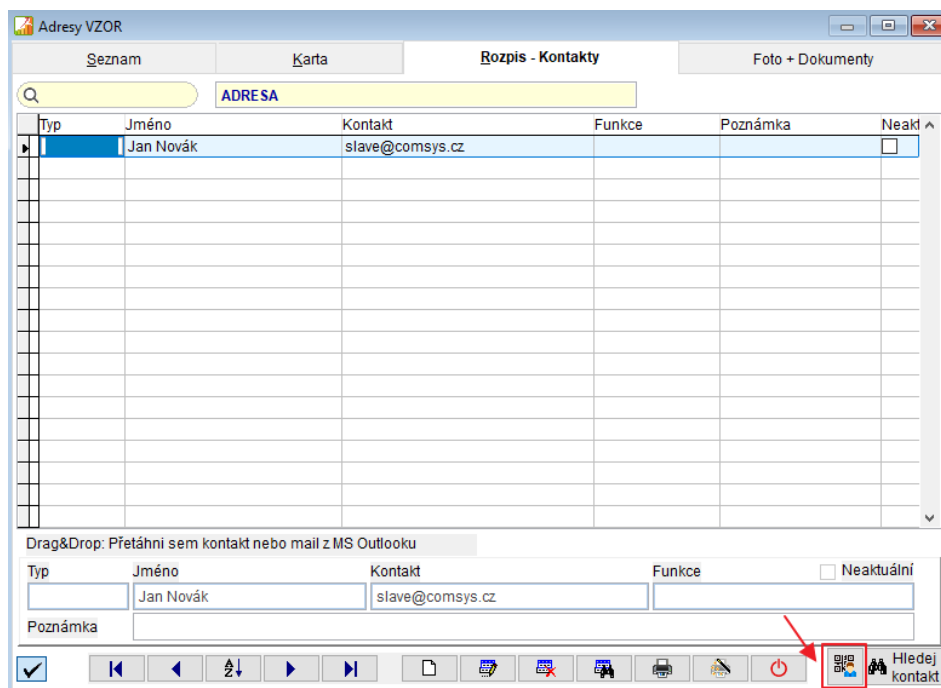 Adresy VZOR
Seznam Karta Rozpis - Kontakty Foto + Dokumenty
ADRESA
Typ Jméno Kontakt Funkce Poznámka Neakt
Jan Novák slave@comsys.cz
Drag&Drop: Přetáhni sem kontakt nebo mail z MS Outlooku
Typ Jméno Kontakt Funkce Neaktuální
Jan Novák slave@comsys.cz
Poznámka
Hledej
kontakt